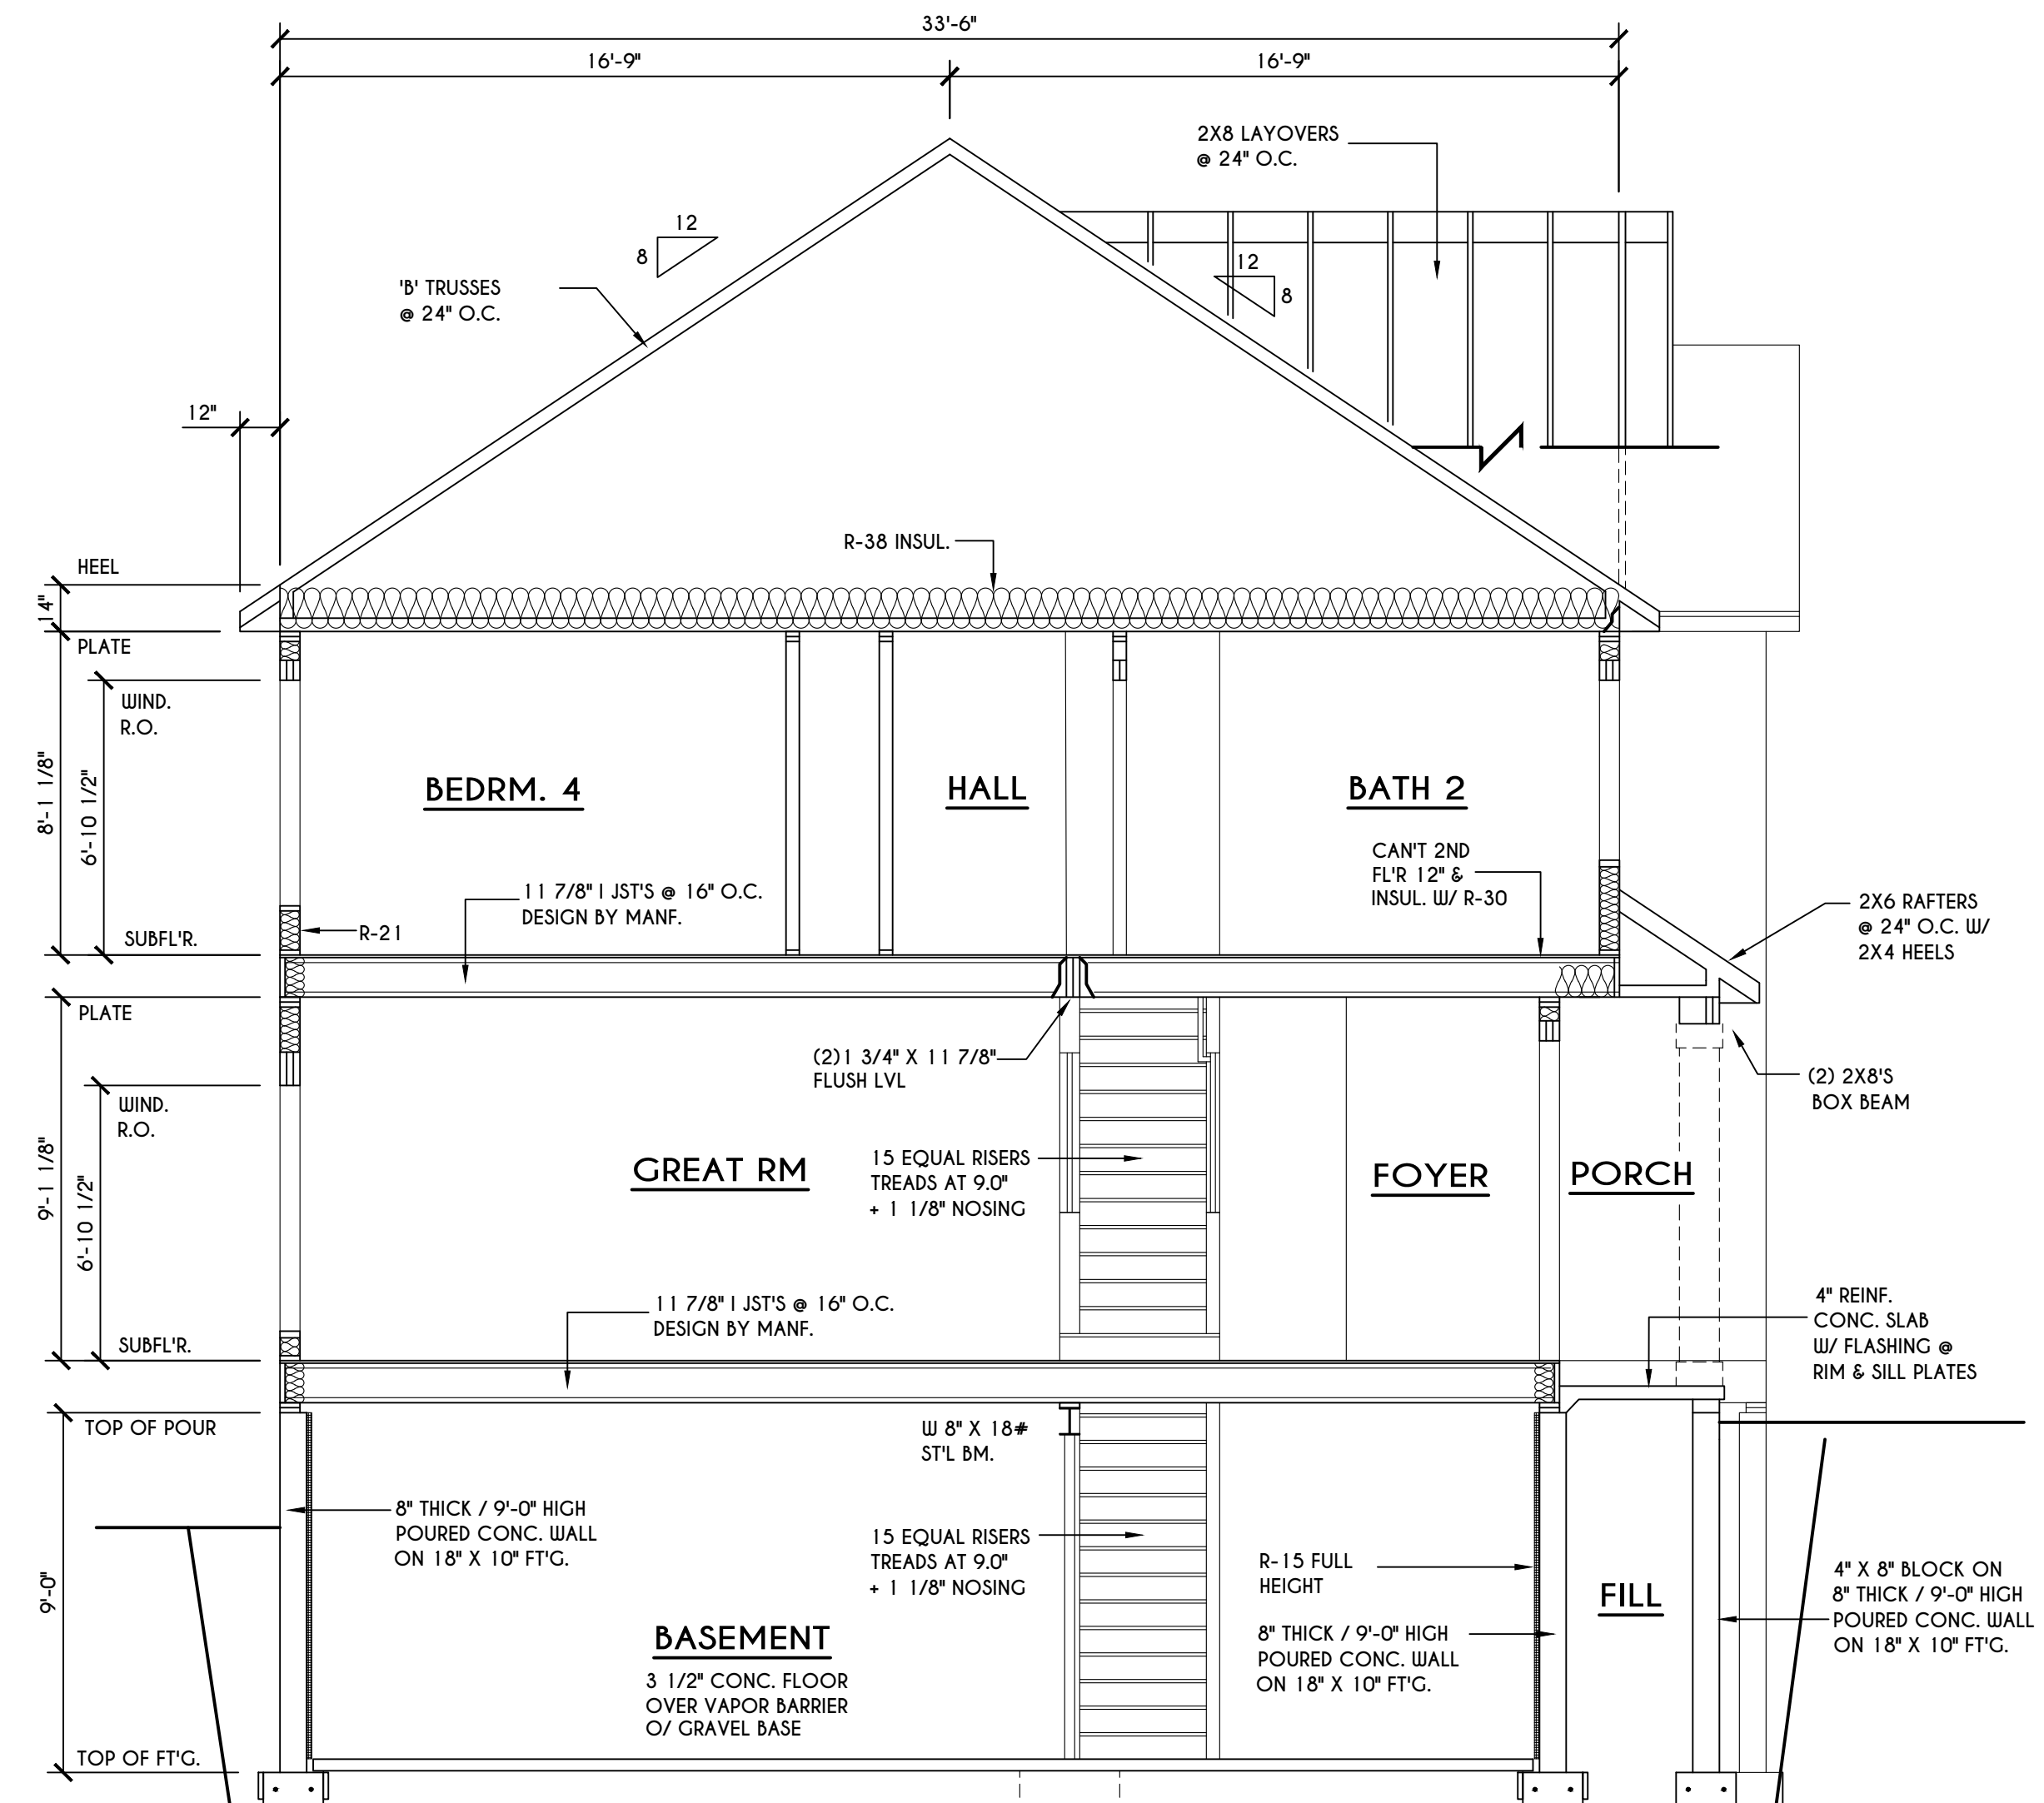 33'-6"
16'-9"
16'-9"
2X8 LAYOVERS
@ 24" O.C.
12
8
12
8
'B' TRUSSES
@ 24" O.C.
12"
R-38 INSUL.
HEEL
14"
PLATE
WIND.
R.O.
8'-1 1/8"
6'-10 1/2"
BEDRM. 4
HALL
BATH 2
CAN'T 2ND
FL'R 12" &
INSUL. W/ R-30
11 7/8" I JST'S @ 16" O.C.
DESIGN BY MANF.
R-21
SUBFL'R.
2X6 RAFTERS
@ 24" O.C. W/
2X4 HEELS
PLATE
(2)1 3/4" X 11 7/8"
FLUSH LVL
(2) 2X8'S
BOX BEAM
WIND.
R.O.
9'-1 1/8"
6'-10 1/2"
GREAT RM
15 EQUAL RISERS
TREADS AT 9.0"
+ 1 1/8" NOSING
FOYER
PORCH
11 7/8" I JST'S @ 16" O.C.
DESIGN BY MANF.
4" REINF.
CONC. SLAB
W/ FLASHING @
RIM & SILL PLATES
SUBFL'R.
TOP OF POUR
W 8" X 18#
ST'L BM.
8" THICK / 9'-0" HIGH
POURED CONC. WALL
ON 18" X 10" FT'G.
15 EQUAL RISERS
TREADS AT 9.0"
+ 1 1/8" NOSING
R-15 FULL
HEIGHT
9'-0"
FILL
4" X 8" BLOCK ON
8" THICK / 9'-0" HIGH
POURED CONC. WALL
ON 18" X 10" FT'G.
BASEMENT
3 1/2" CONC. FLOOR
OVER VAPOR BARRIER
O/ GRAVEL BASE
8" THICK / 9'-0" HIGH
POURED CONC. WALL
ON 18" X 10" FT'G.
TOP OF FT'G.